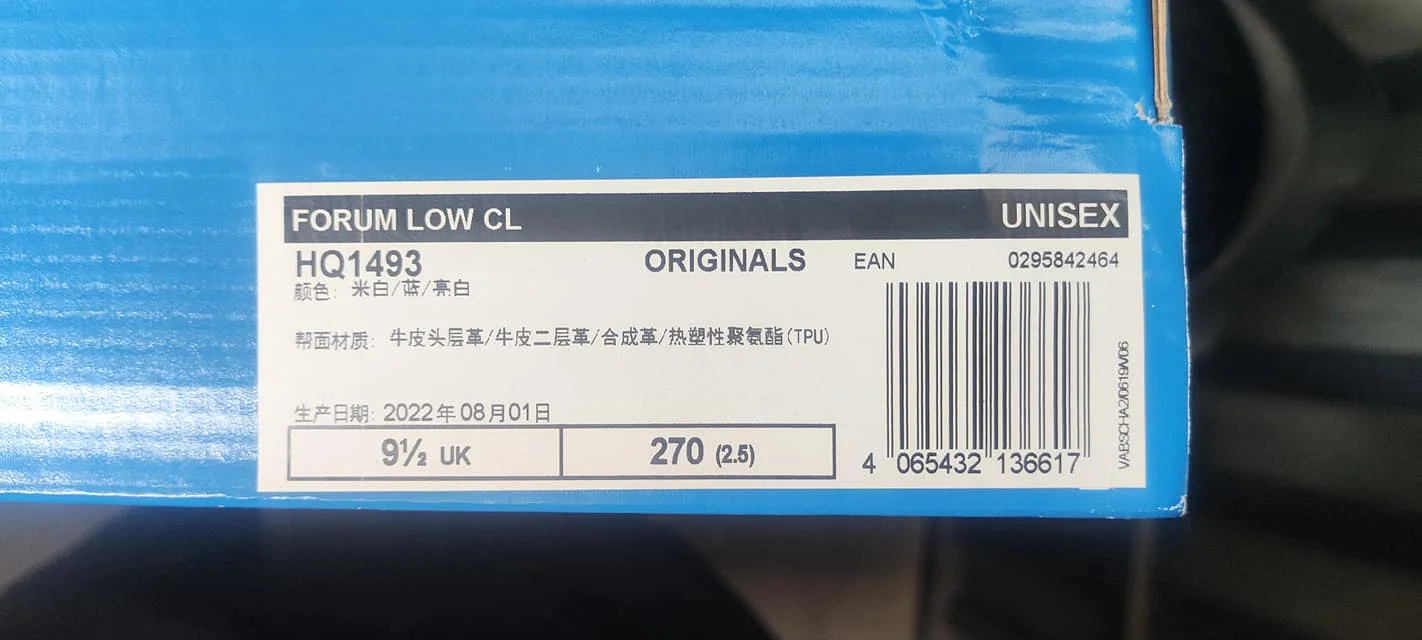 FORUM LOW CL UNISEX
HQ1493 ORIGINALS EAN 0295842464
颜色: 米白/蓝/亮白
帮面材质: 牛皮头层革/牛皮二层革/合成革/热塑性聚氨酯(TPU)
生产日期: 2022年08月01日
9½ UK 270 (2.5)
4 065432 136617